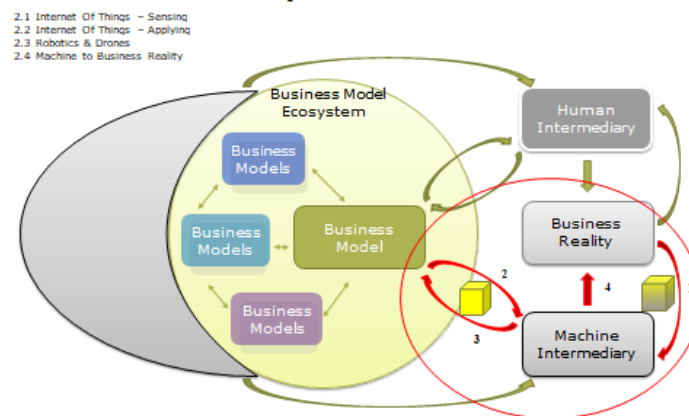 2.1 Internet Of Things – Sensing
2.2 Internet Of Things – Applying
2.3 Robotics & Drones
2.4 Machine to Business Reality
Business Model
Ecosystem
Human
Intermediary
Business
Models
Business
Models
Business
Model
Business
Reality
Business
Models
2
3
4
Machine
Intermediary